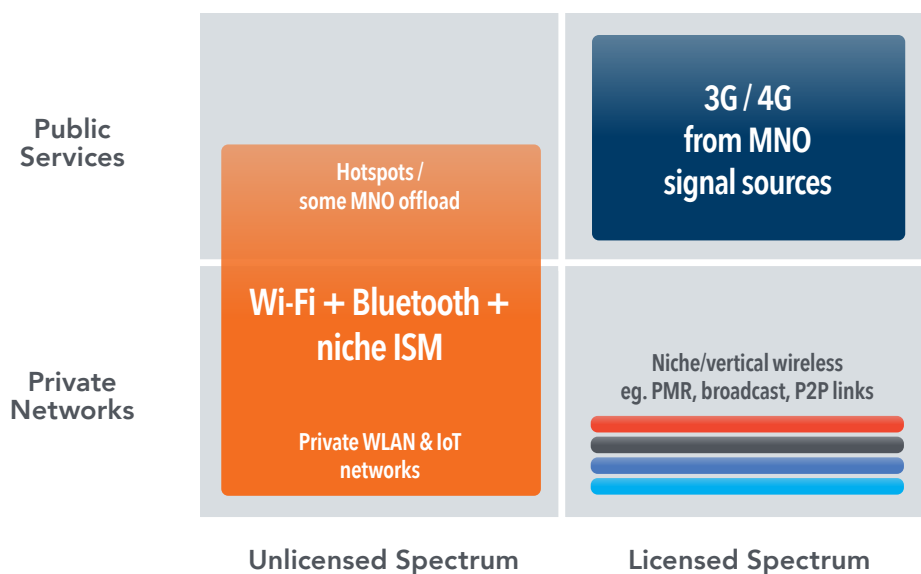 Public
Services
Hotspots /
some MNO offload
3G / 4G
from MNO
signal sources
Private
Networks
Wi-Fi + Bluetooth +
niche ISM
Private WLAN & IoT
networks
Niche/vertical wireless
eg. PMR, broadcast, P2P links
Unlicensed Spectrum
Licensed Spectrum